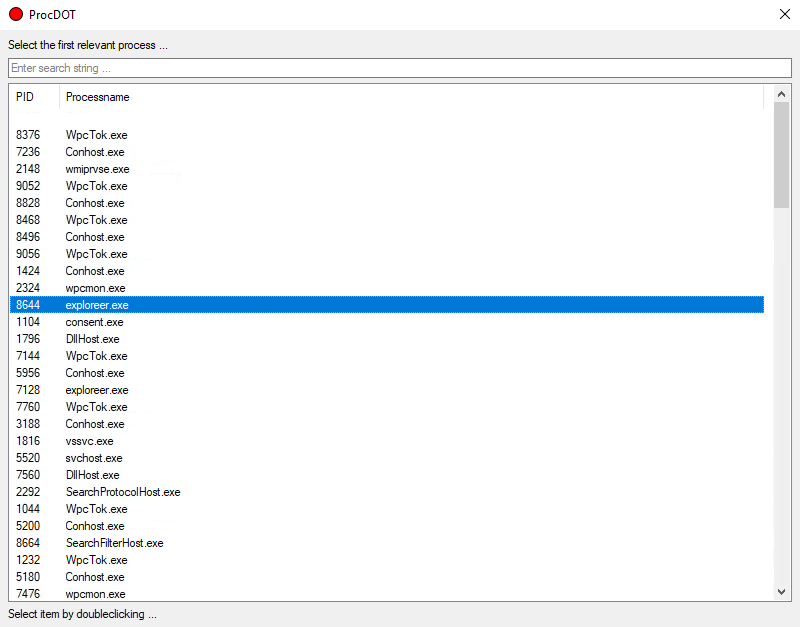 ProcDOT
Select the first relevant process ...
Enter search string ...
PID Processname
8376 WpcTok.exe
7236 Conhost.exe
2148 wmiprvse.exe
9052 WpcTok.exe
8828 Conhost.exe
8468 WpcTok.exe
8496 Conhost.exe
9056 WpcTok.exe
1424 Conhost.exe
2324 wpcmon.exe
8644 exploreer.exe
1104 consent.exe
1796 DllHost.exe
7144 WpcTok.exe
5956 Conhost.exe
7128 exploreer.exe
7760 WpcTok.exe
3188 Conhost.exe
1816 vssvc.exe
5520 svchost.exe
7560 DllHost.exe
2292 SearchProtocolHost.exe
1044 WpcTok.exe
5200 Conhost.exe
8664 SearchFilterHost.exe
1232 WpcTok.exe
5180 Conhost.exe
7476 wpcmon.exe
Select item by doubleclicking ...